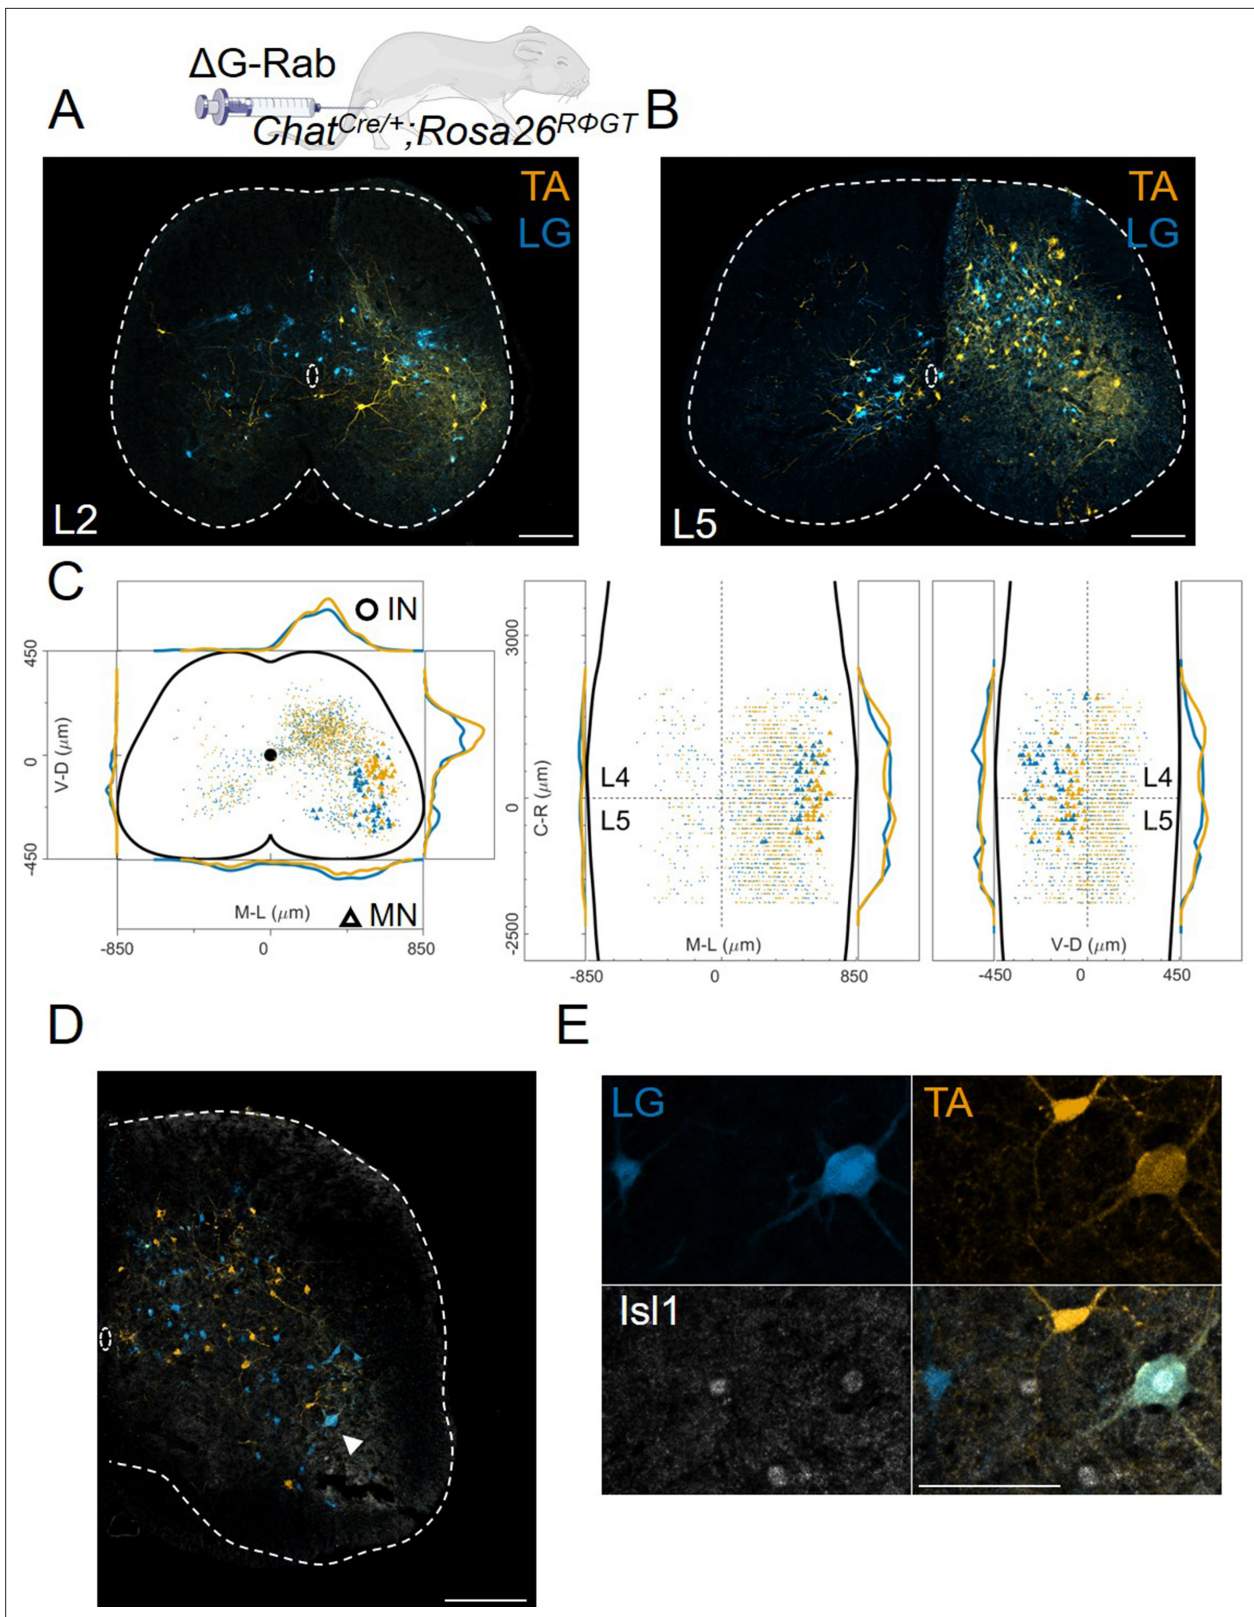 ΔG-Rab
A
Chat^Cre/+;Rosa26^RΦGT
B
TA
LG
L2
TA
LG
L5
C
IN
MN
450
0
-450
V-D (μm)
M-L (μm)
-850
0
850
3000
0
-2500
C-R (μm)
L4
L5
M-L (μm)
-850
0
850
L4
L5
V-D (μm)
-450
0
450
D
E
LG
TA
Isl1